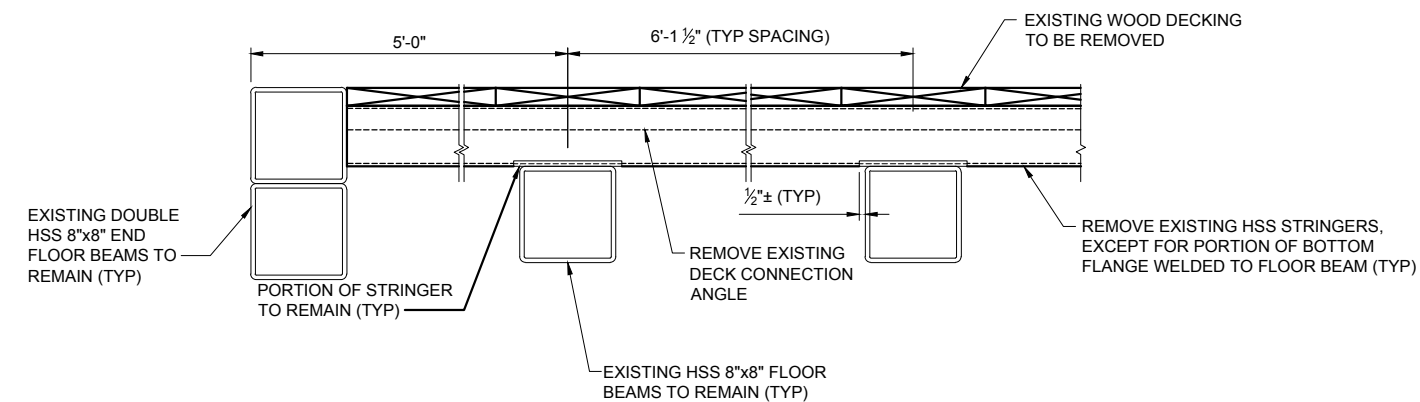 EXISTING WOOD DECKING
TO BE REMOVED
5'-0"
6'-1 ½" (TYP SPACING)
½"± (TYP)
EXISTING DOUBLE
HSS 8"x8" END
FLOOR BEAMS TO
REMAIN (TYP)
PORTION OF STRINGER
TO REMAIN (TYP)
REMOVE EXISTING
DECK CONNECTION
ANGLE
REMOVE EXISTING HSS STRINGERS,
EXCEPT FOR PORTION OF BOTTOM
FLANGE WELDED TO FLOOR BEAM (TYP)
EXISTING HSS 8"x8" FLOOR
BEAMS TO REMAIN (TYP)